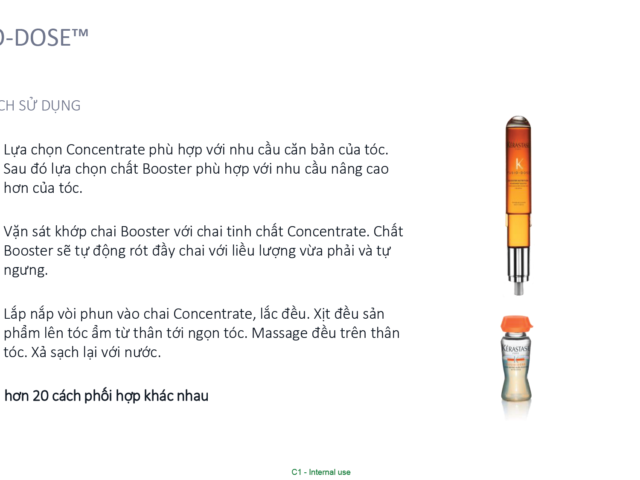 O-DOSE™
CH SỬ DỤNG
Lựa chọn Concentrate phù hợp với nhu cầu căn bản của tóc.
Sau đó lựa chọn chất Booster phù hợp với nhu cầu nâng cao
hơn của tóc.
Vặn sát khớp chai Booster với chai tinh chất Concentrate. Chất
Booster sẽ tự động rót đầy chai với liều lượng vừa phải và tự
ngưng.
Lắp nắp vòi phun vào chai Concentrate, lắc đều. Xịt đều sản
phẩm lên tóc ẩm từ thân tới ngọn tóc. Massage đều trên thân
tóc. Xả sạch lại với nước.
hơn 20 cách phối hợp khác nhau
KÉRASTASE
K
KÉRASTASE
C1 - Internal use